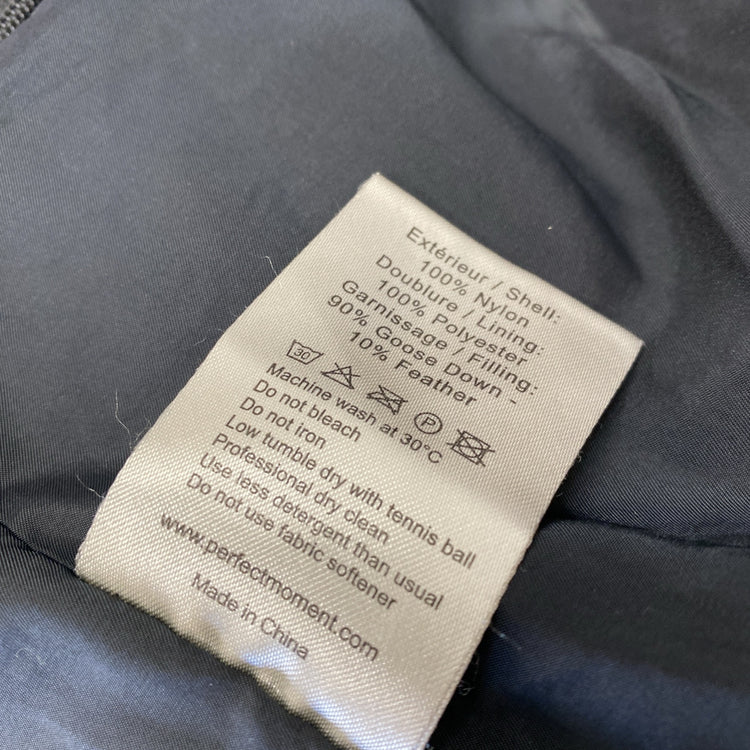 Extérieur / Shell:
100% Nylon
Doublure / Lining:
100% Polyester
Garnissage / Filling:
90% Goose Down -
10% Feather
30 P
Machine wash at 30°C
Do not bleach
Do not iron
Low tumble dry with tennis ball
Professional dry clean
Use less detergent than usual
Do not use fabric softener
www.perfectmoment.com
Made in China